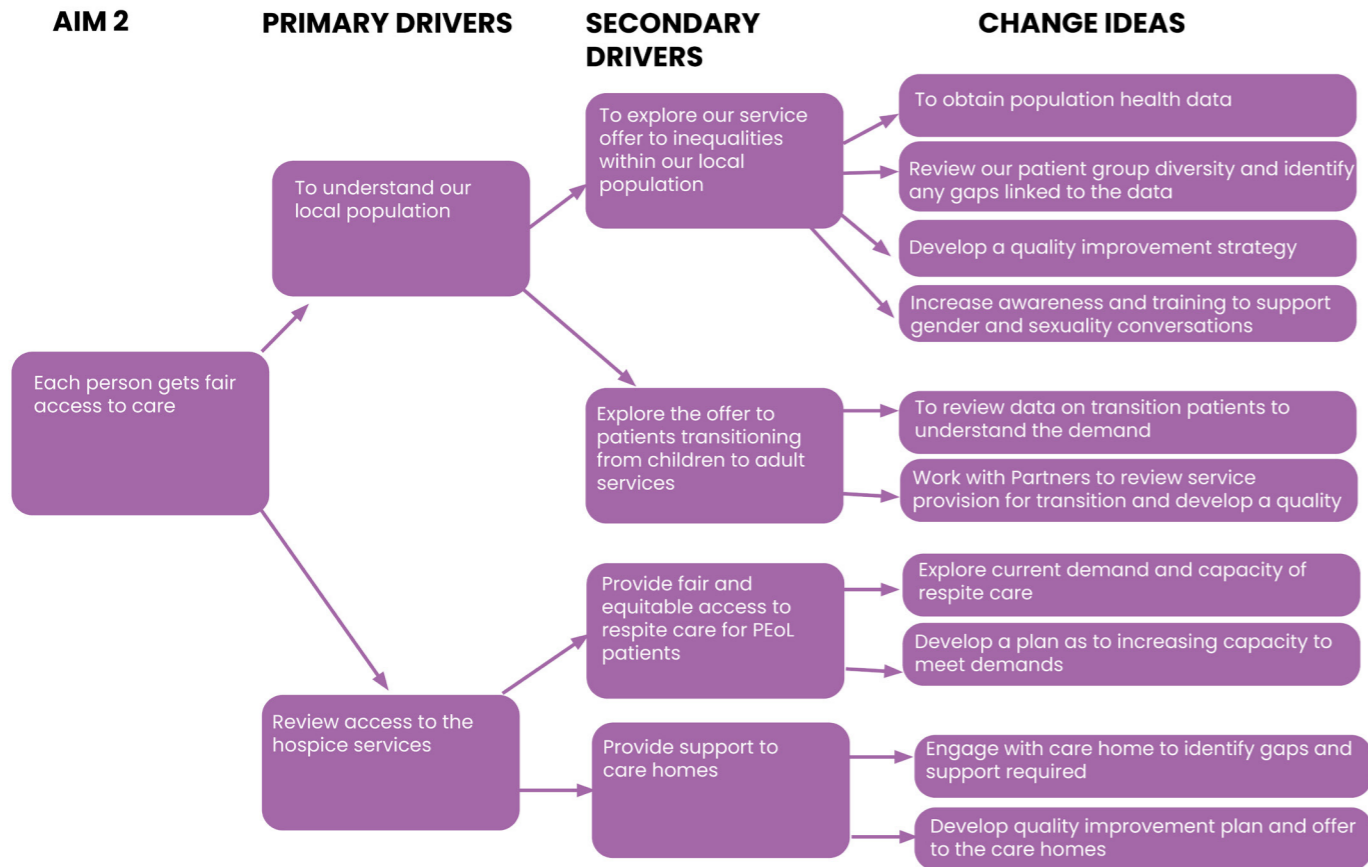 AIM 2
PRIMARY DRIVERS
SECONDARY
DRIVERS
CHANGE IDEAS
Each person gets fair
access to care
To understand our
local population
Review access to the
hospice services
To explore our service
offer to inequalities
within our local
population
Explore the offer to
patients transitioning
from children to adult
services
Provide fair and
equitable access to
respite care for PEoL
patients
Provide support to
care homes
To obtain population health data
Review our patient group diversity and identify
any gaps linked to the data
Develop a quality improvement strategy
Increase awareness and training to support
gender and sexuality conversations
To review data on transition patients to
understand the demand
Work with Partners to review service
provision for transition and develop a quality
Explore current demand and capacity of
respite care
Develop a plan as to increasing capacity to
meet demands
Engage with care home to identify gaps and
support required
Develop quality improvement plan and offer
to the care homes